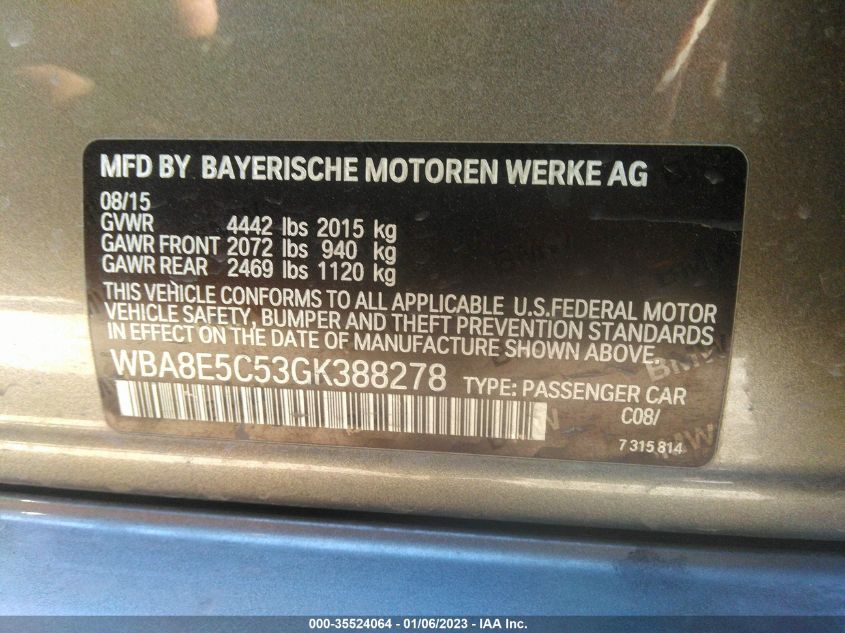 MFD BY BAYERISCHE MOTOREN WERKE AG
08/15
GVWR 4442 lbs 2015 kg
GAWR FRONT 2072 lbs 940 kg
GAWR REAR 2469 lbs 1120 kg
THIS VEHICLE CONFORMS TO ALL APPLICABLE U.S.FEDERAL MOTOR
VEHICLE SAFETY, BUMPER AND THEFT PREVENTION STANDARDS
IN EFFECT ON THE DATE OF MANUFACTURE SHOWN ABOVE.
WBA8E5C53GK388278 TYPE: PASSENGER CAR
C08/
7 315 814
000-35524064 - 01/06/2023 - IAA Inc.